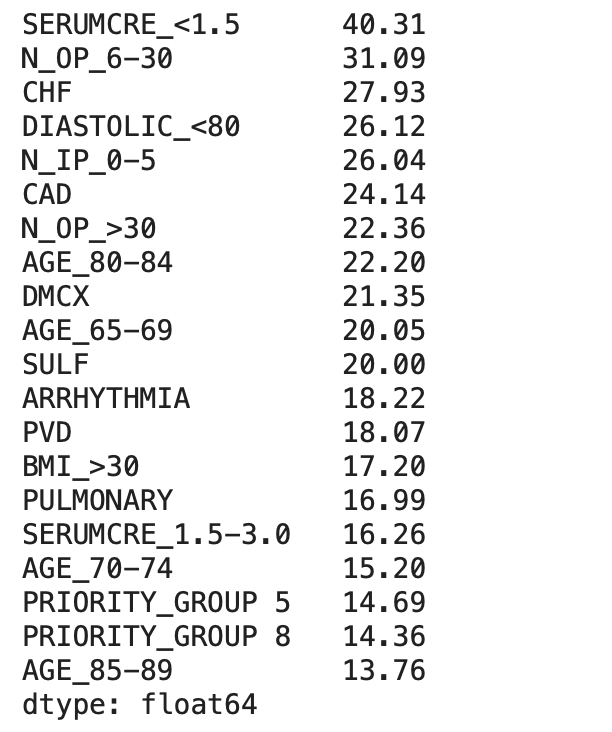 SERUMCRE_<1.5 40.31
N_OP_6-30 31.09
CHF 27.93
DIASTOLIC_<80 26.12
N_IP_0-5 26.04
CAD 24.14
N_OP_>30 22.36
AGE_80-84 22.20
DMCX 21.35
AGE_65-69 20.05
SULF 20.00
ARRHYTHMIA 18.22
PVD 18.07
BMI_>30 17.20
PULMONARY 16.99
SERUMCRE_1.5-3.0 16.26
AGE_70-74 15.20
PRIORITY_GROUP 5 14.69
PRIORITY_GROUP 8 14.36
AGE_85-89 13.76
dtype: float64